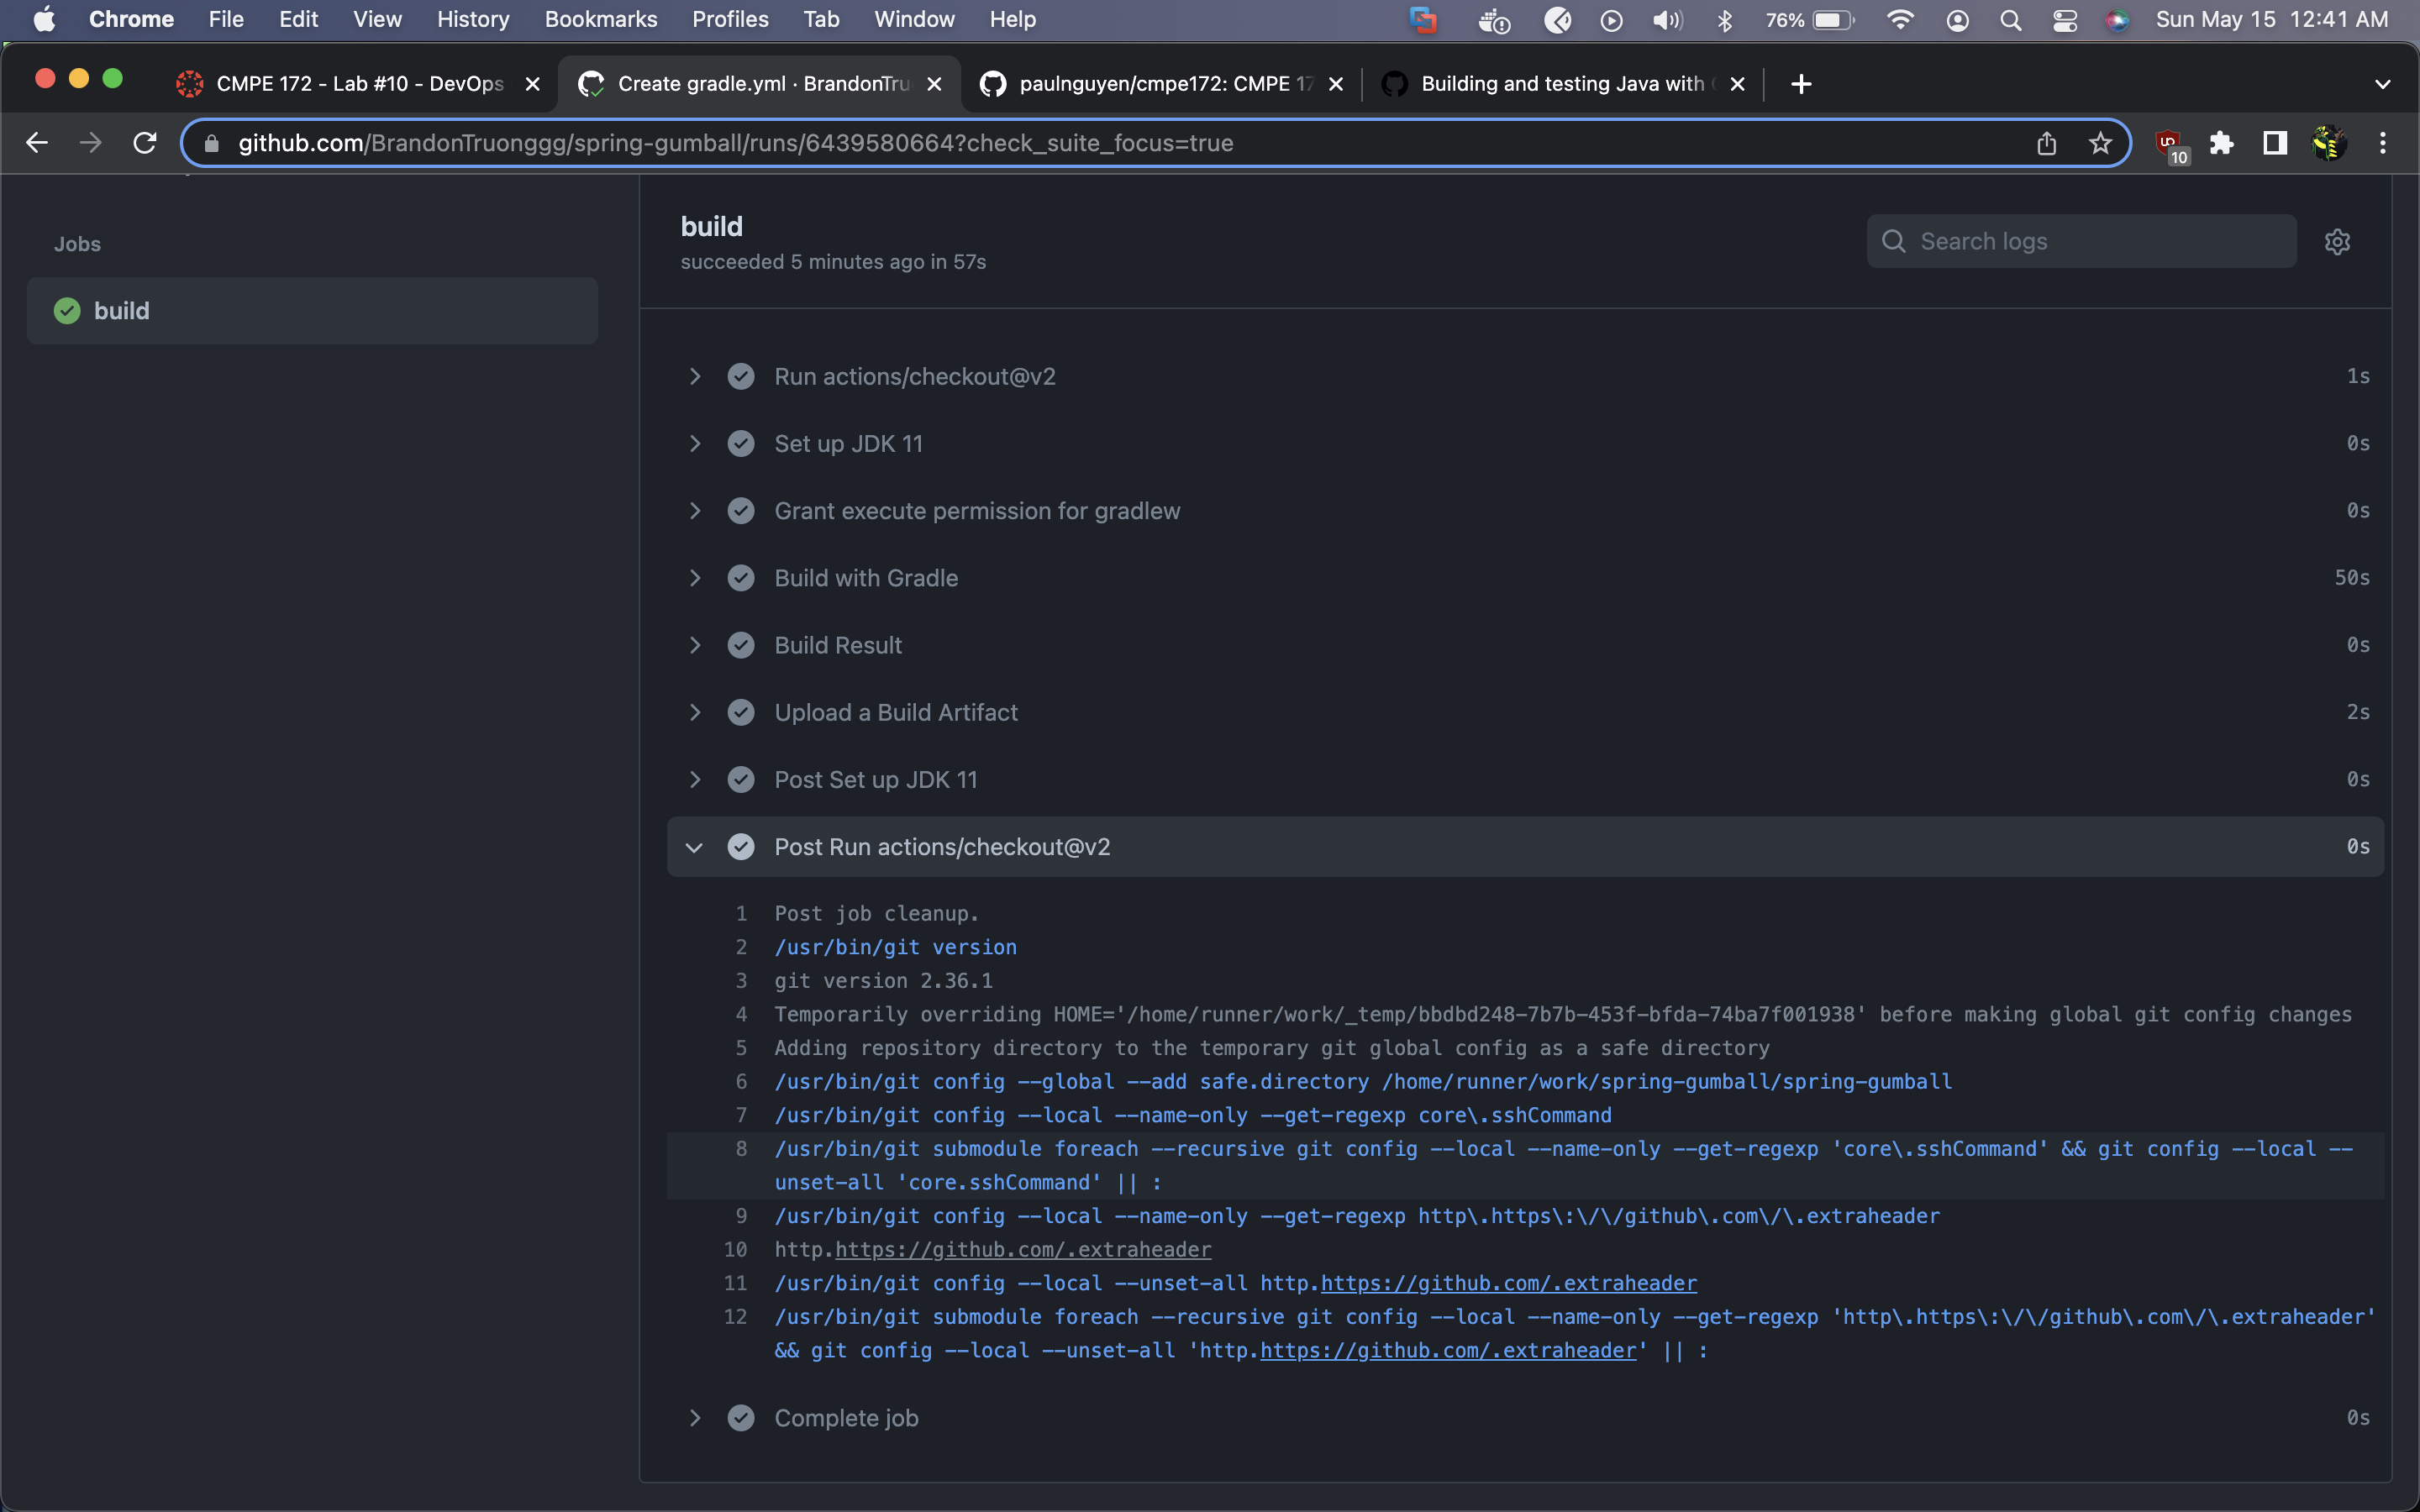 Chrome File Edit View History Bookmarks Profiles Tab Window Help 76% Sun May 15 12:41 AM
CMPE 172 - Lab #10 - DevOps Create gradle.yml · BrandonTru paulnguyen/cmpe172: CMPE 17 Building and testing Java with
github.com/BrandonTruonggg/spring-gumball/runs/6439580664?check_suite_focus=true 10
Jobs
build
build
succeeded 5 minutes ago in 57s
Search logs
Run actions/checkout@v2 1s
Set up JDK 11 0s
Grant execute permission for gradlew 0s
Build with Gradle 50s
Build Result 0s
Upload a Build Artifact 2s
Post Set up JDK 11 0s
Post Run actions/checkout@v2 0s
1 Post job cleanup.
2 /usr/bin/git version
3 git version 2.36.1
4 Temporarily overriding HOME='/home/runner/work/_temp/bbdbd248-7b7b-453f-bfda-74ba7f001938' before making global git config changes
5 Adding repository directory to the temporary git global config as a safe directory
6 /usr/bin/git config --global --add safe.directory /home/runner/work/spring-gumball/spring-gumball
7 /usr/bin/git config --local --name-only --get-regexp core\.sshCommand
8 /usr/bin/git submodule foreach --recursive git config --local --name-only --get-regexp 'core\.sshCommand' && git config --local --
unset-all 'core.sshCommand' || :
9 /usr/bin/git config --local --name-only --get-regexp http\.https\:\/\/github\.com\/\.extraheader
10 http.https://github.com/.extraheader
11 /usr/bin/git config --local --unset-all http.https://github.com/.extraheader
12 /usr/bin/git submodule foreach --recursive git config --local --name-only --get-regexp 'http\.https\:\/\/github\.com\/\.extraheader'
&& git config --local --unset-all 'http.https://github.com/.extraheader' || :
Complete job 0s